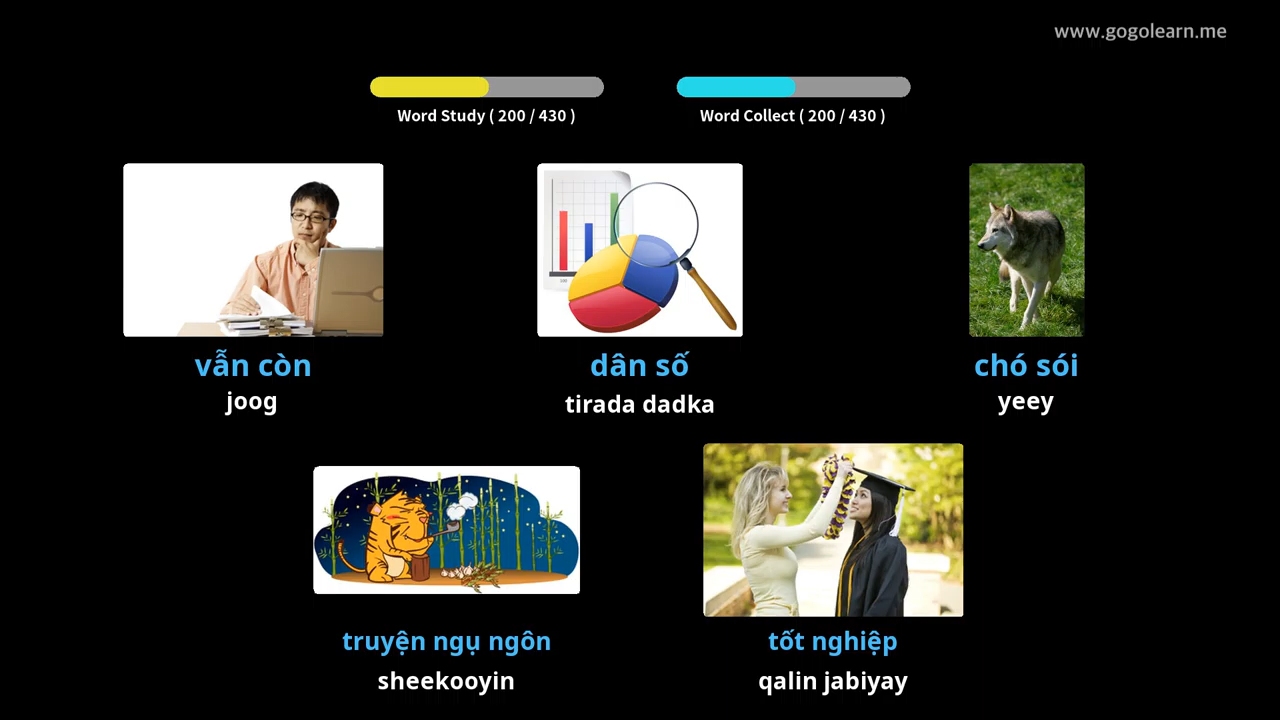 www.gogolearn.me
Word Study ( 200 / 430 )
Word Collect ( 200 / 430 )
vẫn còn
joog
dân số
tirada dadka
chó sói
yeey
truyện ngụ ngôn
sheekooyin
tốt nghiệp
qalin jabiyay